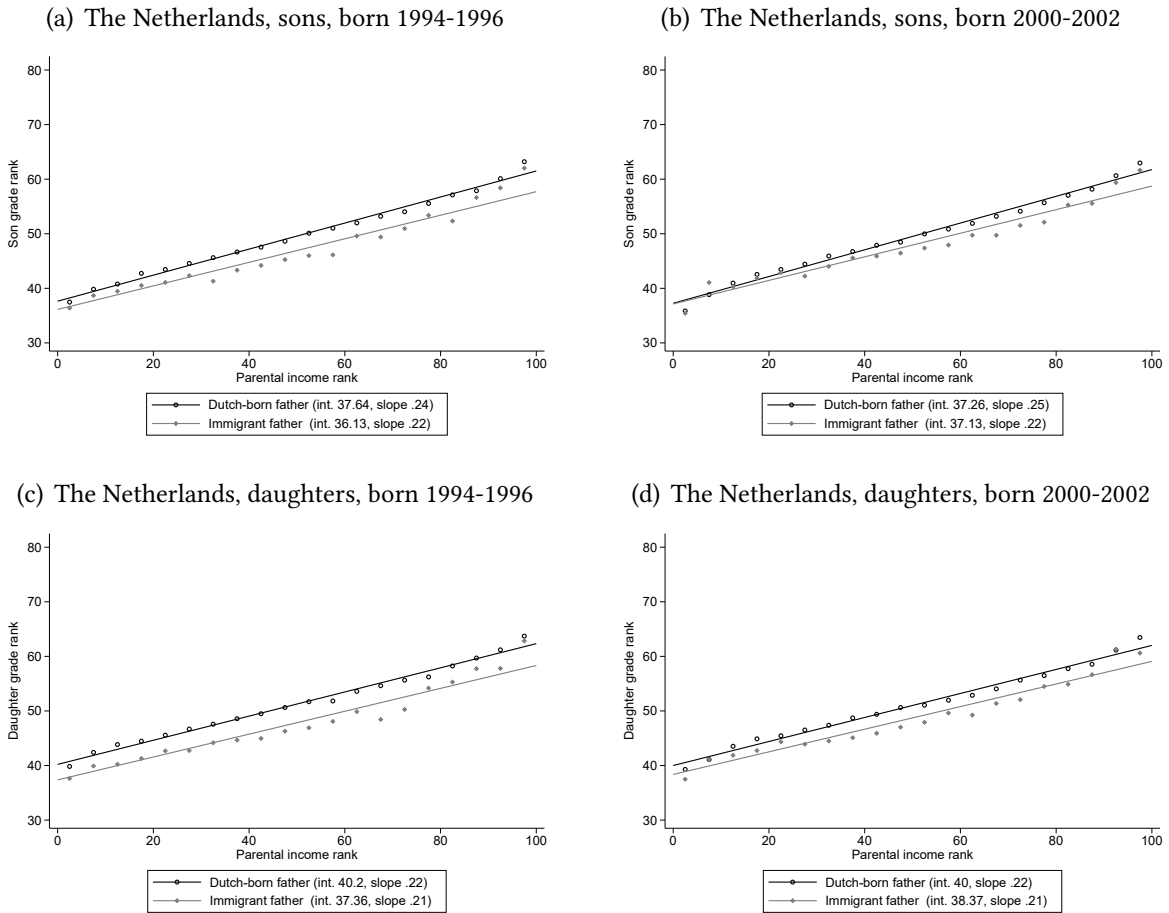 (a) The Netherlands, sons, born 1994-1996
80
70
60
50
40
30
Son grade rank
0 20 40 60 80 100
Parental income rank
Dutch-born father (int. 37.64, slope .24)
Immigrant father (int. 36.13, slope .22)
(b) The Netherlands, sons, born 2000-2002
80
70
60
50
40
30
Son grade rank
0 20 40 60 80 100
Parental income rank
Dutch-born father (int. 37.26, slope .25)
Immigrant father (int. 37.13, slope .22)
(c) The Netherlands, daughters, born 1994-1996
80
70
60
50
40
30
Daughter grade rank
0 20 40 60 80 100
Parental income rank
Dutch-born father (int. 40.2, slope .22)
Immigrant father (int. 37.36, slope .21)
(d) The Netherlands, daughters, born 2000-2002
80
70
60
50
40
30
Daughter grade rank
0 20 40 60 80 100
Parental income rank
Dutch-born father (int. 40, slope .22)
Immigrant father (int. 38.37, slope .21)